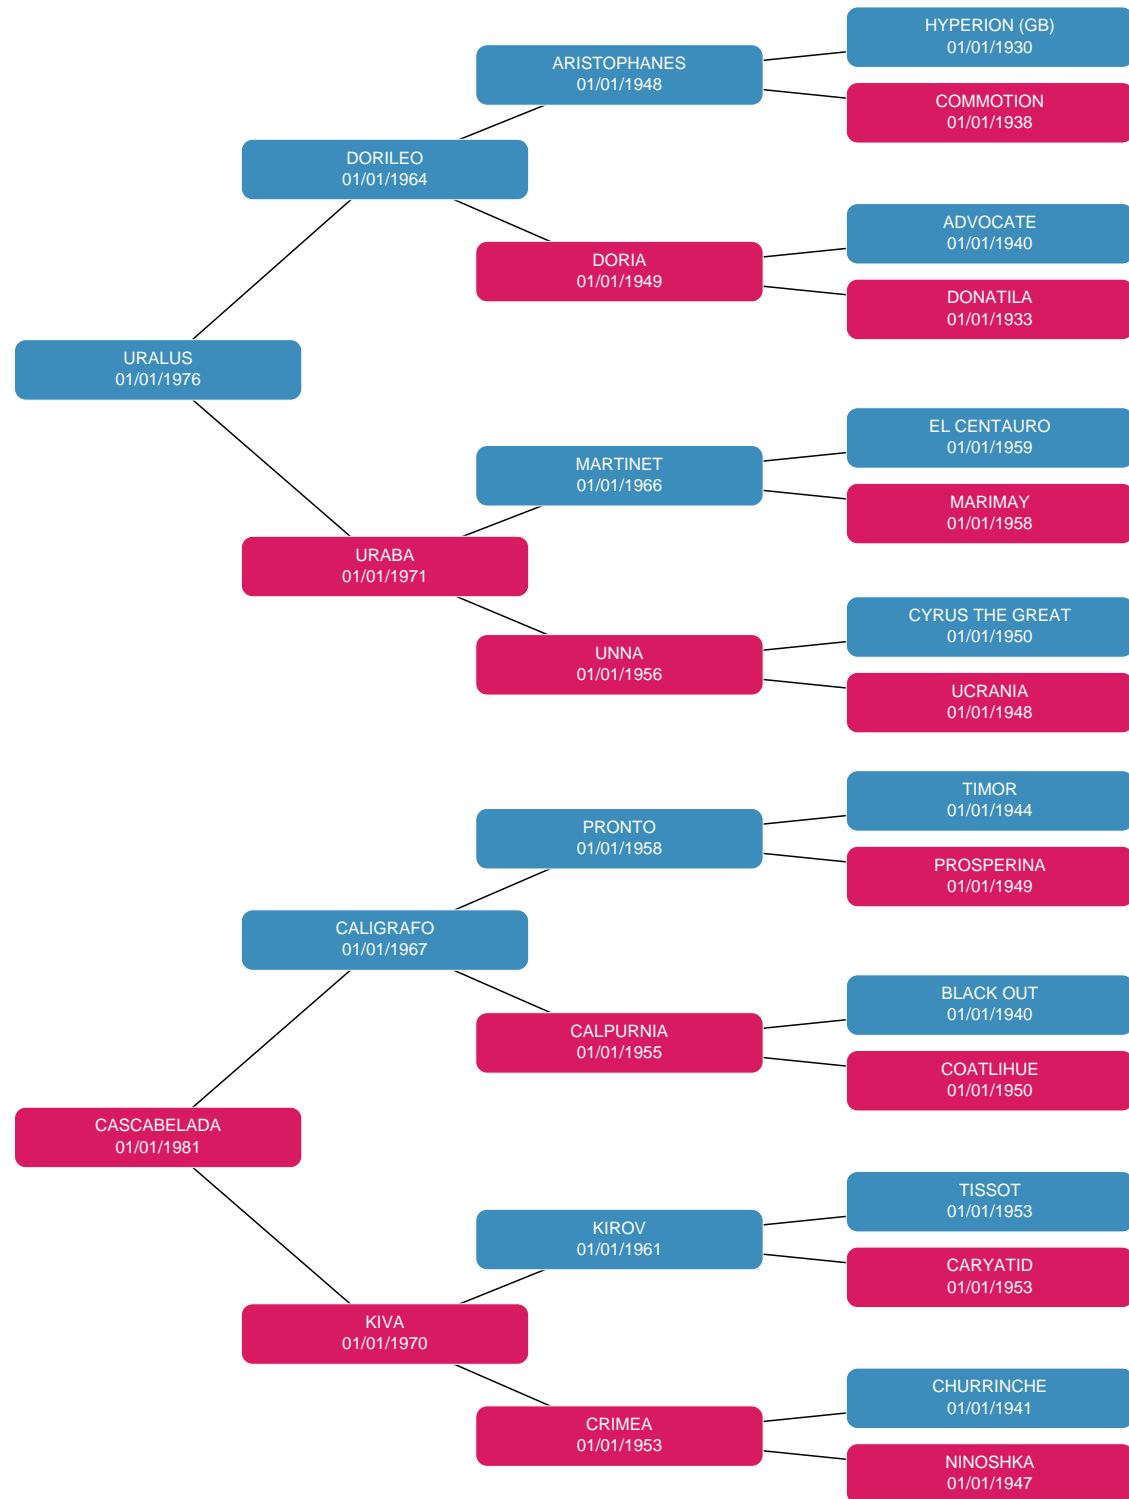 HYPERION (GB)
01/01/1930
ARISTOPHANES
01/01/1948
COMMOTION
01/01/1938
DORILEO
01/01/1964
ADVOCATE
01/01/1940
DORIA
01/01/1949
DONATILA
01/01/1933
URALUS
01/01/1976
EL CENTAURO
01/01/1959
MARTINET
01/01/1966
MARIMAY
01/01/1958
URABA
01/01/1971
CYRUS THE GREAT
01/01/1950
UNNA
01/01/1956
UCRANIA
01/01/1948
TIMOR
01/01/1944
PRONTO
01/01/1958
PROSPERINA
01/01/1949
CALIGRAFO
01/01/1967
BLACK OUT
01/01/1940
CALPURNIA
01/01/1955
COATLIHUE
01/01/1950
CASCABELADA
01/01/1981
TISSOT
01/01/1953
KIROV
01/01/1961
CARYATID
01/01/1953
KIVA
01/01/1970
CHURRINCHE
01/01/1941
CRIMEA
01/01/1953
NINOSHKA
01/01/1947